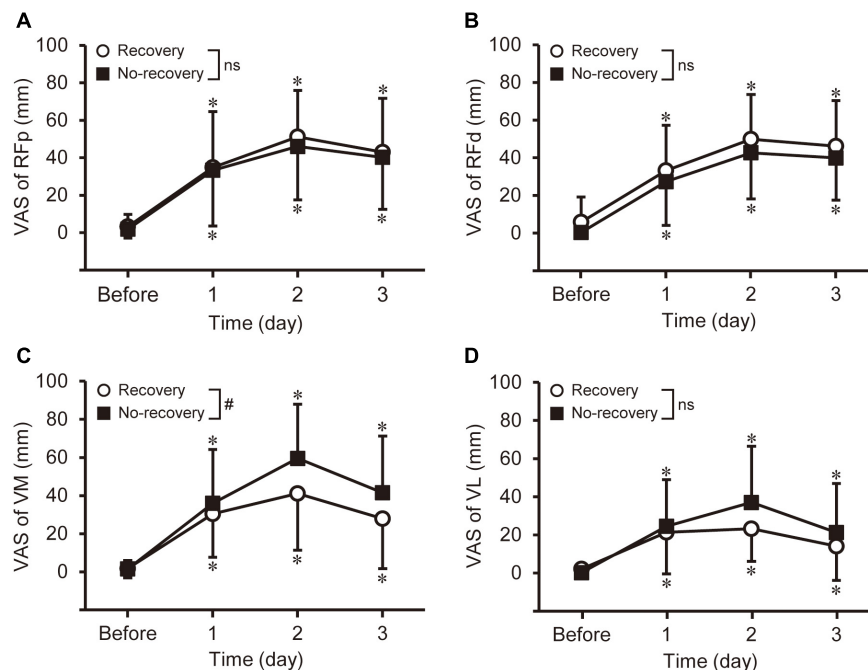 A
VAS of RFp (mm)
100
80
60
40
20
0
Recovery
No-recovery
ns
*
*
*
*
*
*
Before
1
2
3
Time (day)
B
VAS of RFd (mm)
100
80
60
40
20
0
Recovery
No-recovery
ns
*
*
*
*
*
*
Before
1
2
3
Time (day)
C
VAS of VM (mm)
100
80
60
40
20
0
Recovery
No-recovery
#
*
*
*
*
*
*
Before
1
2
3
Time (day)
D
VAS of VL (mm)
100
80
60
40
20
0
Recovery
No-recovery
ns
*
*
*
*
*
*
Before
1
2
3
Time (day)